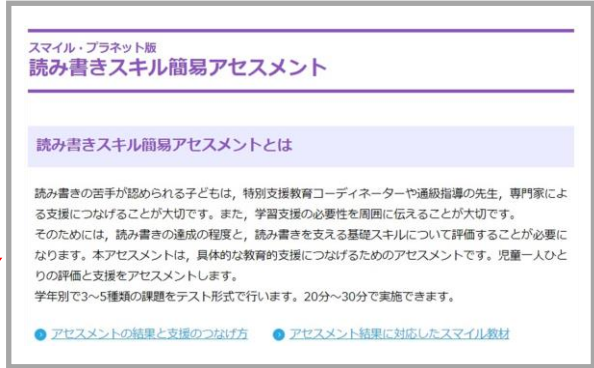 スマイル・プラネット版
読み書きスキル簡易アセスメント
読み書きスキル簡易アセスメントとは
読み書きの苦手が認められる子どもは，特別支援教育コーディネーターや通級指導の先生，専門家によ
る支援につなげることが大切です。また，学習支援の必要性を周囲に伝えることが大切です。
そのためには，読み書きの達成の程度と，読み書きを支える基礎スキルについて評価することが必要に
なります。本アセスメントは，具体的な教育的支援につなげるためのアセスメントです。児童一人ひと
りの評価と支援をアセスメントします。
学年別で3～5種類の課題をテスト形式で行います。20分～30分で実施できます。
アセスメントの結果と支援のつなげ方 アセスメント結果に対応したスマイル教材